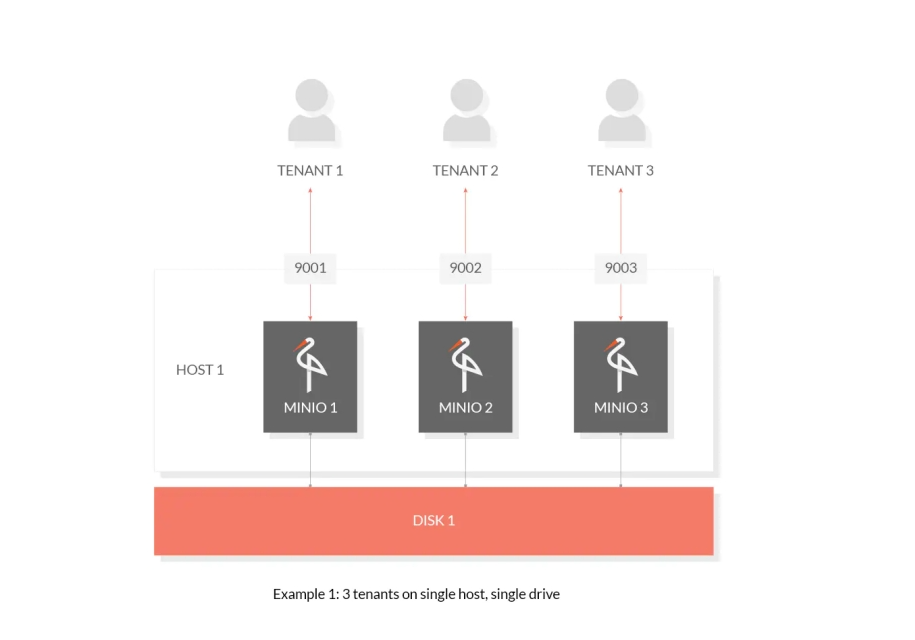 TENANT 1
TENANT 2
TENANT 3
9001
9002
9003
HOST 1
MINIO 1
MINIO 2
MINIO 3
DISK 1
Example 1: 3 tenants on single host, single drive